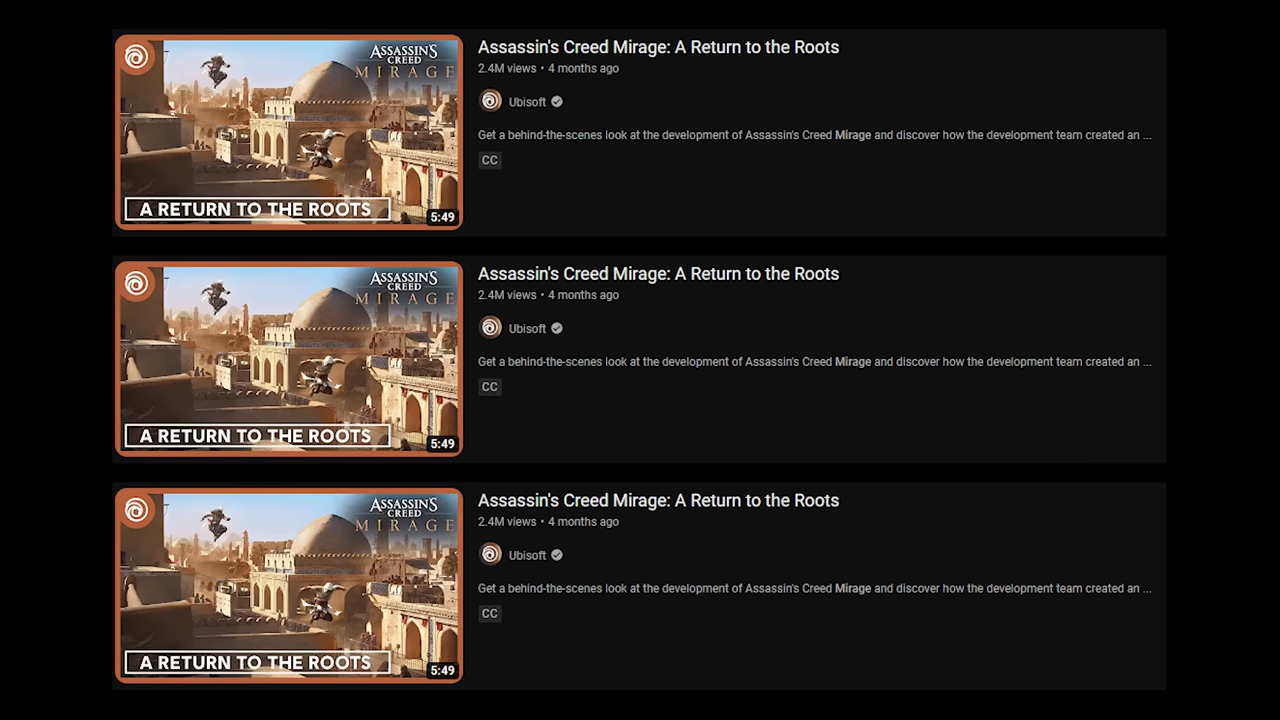 ASSASSIN'S
CREED
MIRAGE
A RETURN TO THE ROOTS
5:49
Assassin's Creed Mirage: A Return to the Roots
2.4M views • 4 months ago
Ubisoft
Get a behind-the-scenes look at the development of Assassin's Creed Mirage and discover how the development team created an ...
CC
ASSASSIN'S
CREED
MIRAGE
A RETURN TO THE ROOTS
5:49
Assassin's Creed Mirage: A Return to the Roots
2.4M views • 4 months ago
Ubisoft
Get a behind-the-scenes look at the development of Assassin's Creed Mirage and discover how the development team created an ...
CC
ASSASSIN'S
CREED
MIRAGE
A RETURN TO THE ROOTS
5:49
Assassin's Creed Mirage: A Return to the Roots
2.4M views • 4 months ago
Ubisoft
Get a behind-the-scenes look at the development of Assassin's Creed Mirage and discover how the development team created an ...
CC